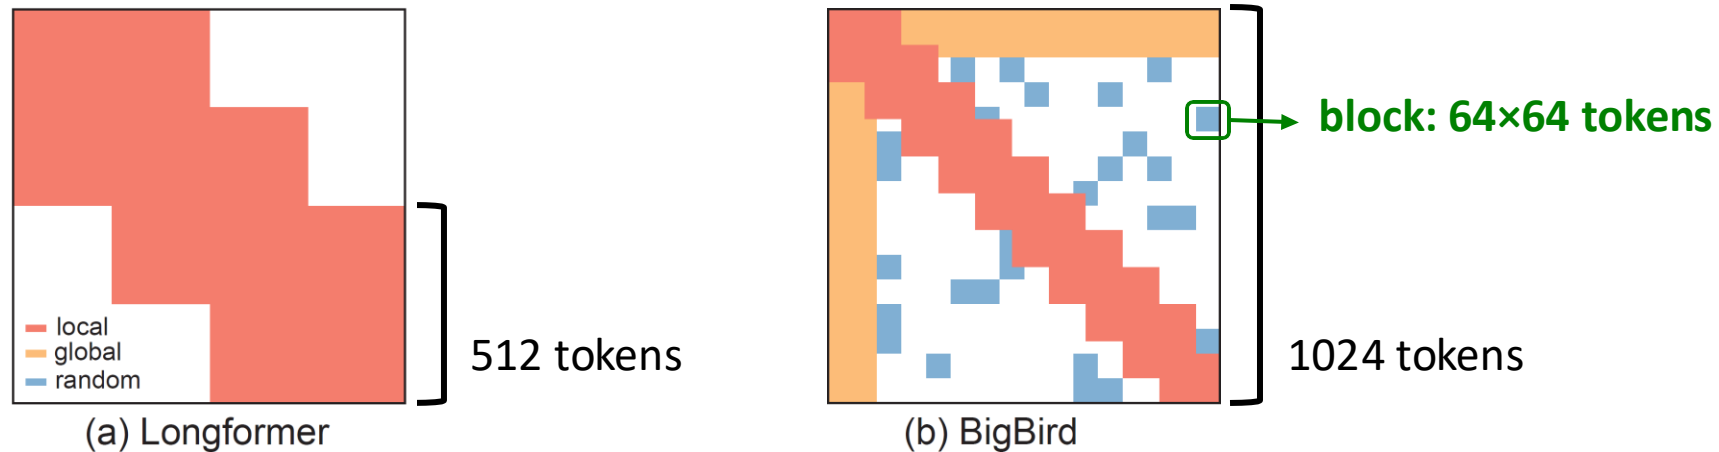 local
global
random
512 tokens
(a) Longformer
block: 64×64 tokens
1024 tokens
(b) BigBird